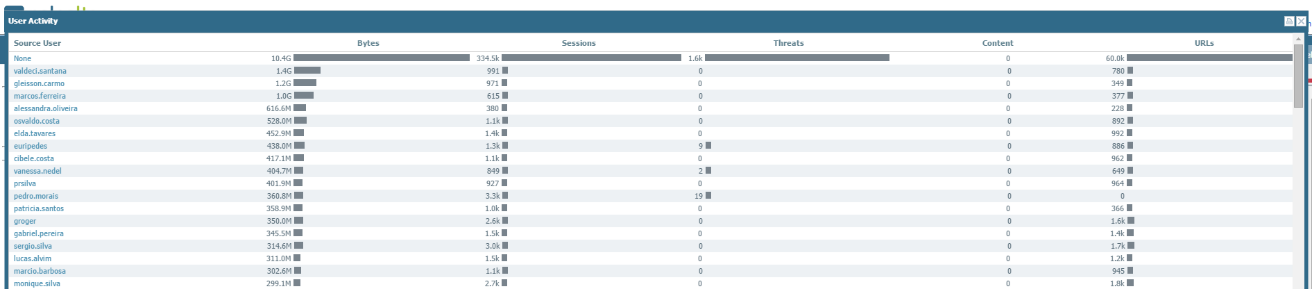 User Activity
Source User Bytes Sessions Threats Content URLs
None 10.4G 334.5k 1.6k 0 60.0k
valdeci.santana 1.4G 991 0 0 780
gleisson.carmo 1.2G 971 0 0 349
marcos.ferreira 1.0G 615 0 0 377
alessandra.oliveira 616.6M 380 0 0 228
osvaldo.costa 528.0M 1.1k 0 0 892
elda.tavares 452.9M 1.4k 0 0 992
euripedes 438.0M 1.3k 9 0 886
cibele.costa 417.1M 1.1k 0 0 962
vanessa.nedel 404.7M 849 2 0 649
prsilva 401.9M 927 0 0 964
pedro.morais 360.8M 3.3k 19 0 0
patricia.santos 358.9M 1.0k 0 0 366
groger 350.0M 2.6k 0 0 1.6k
gabriel.pereira 345.5M 1.5k 0 0 1.4k
sergio.silva 314.6M 3.0k 0 0 1.7k
lucas.alvim 311.0M 1.5k 0 0 1.2k
marcio.barbosa 302.6M 1.1k 0 0 945
monique.silva 299.1M 2.7k 0 0 1.8k